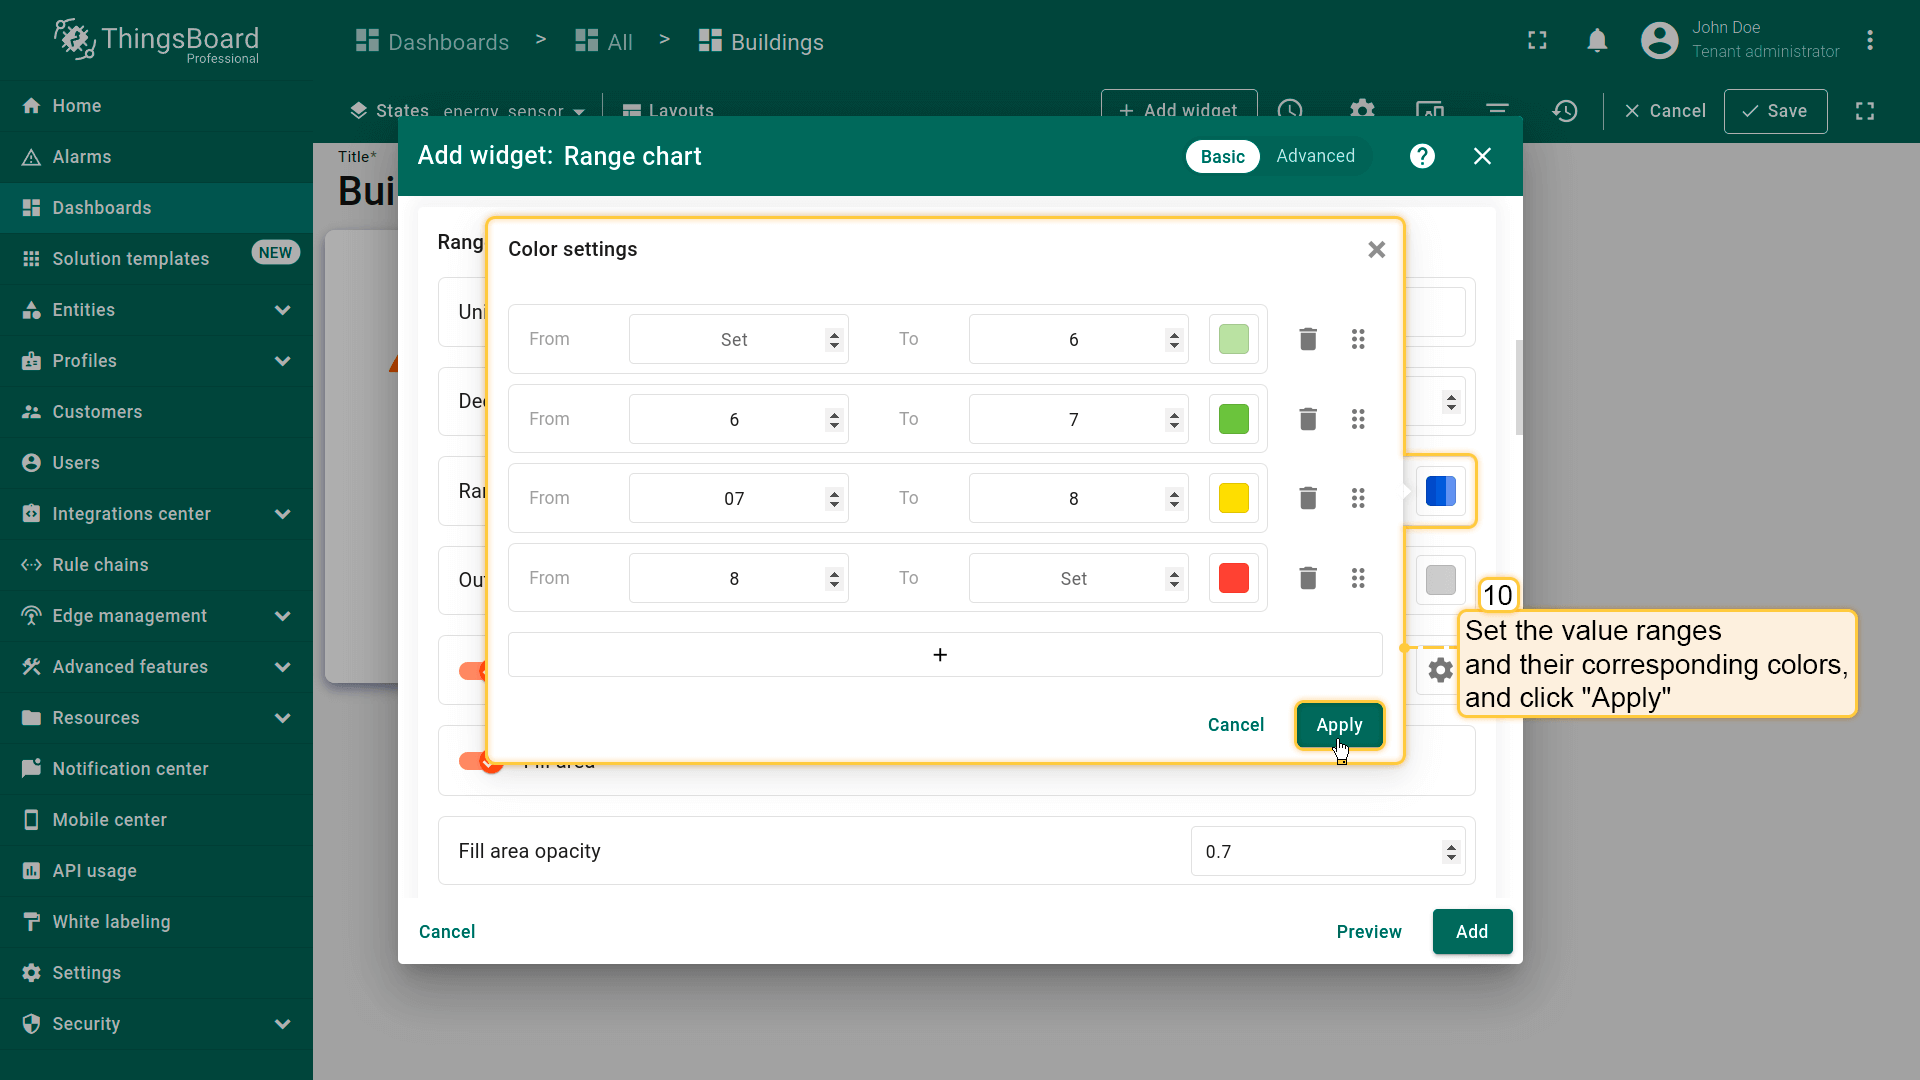 ThingsBoard
Professional
Dashboards > All > Buildings
John Doe
Tenant administrator
Home
Alarms
Dashboards
Solution templates NEW
Entities
Profiles
Customers
Users
Integrations center
Rule chains
Edge management
Advanced features
Resources
Notification center
Mobile center
API usage
White labeling
Settings
Security
States energy_sensor Layouts + Add widget Cancel Save
Title*
Bui
Add widget: Range chart Basic Advanced ?
Rang
Color settings
Uni
Dec
Ran
Out
From Set To 6
From 6 To 7
From 07 To 8
From 8 To Set
+
Cancel Apply
Fill area
Fill area opacity 0.7
Cancel Preview Add
10
Set the value ranges
and their corresponding colors,
and click "Apply"